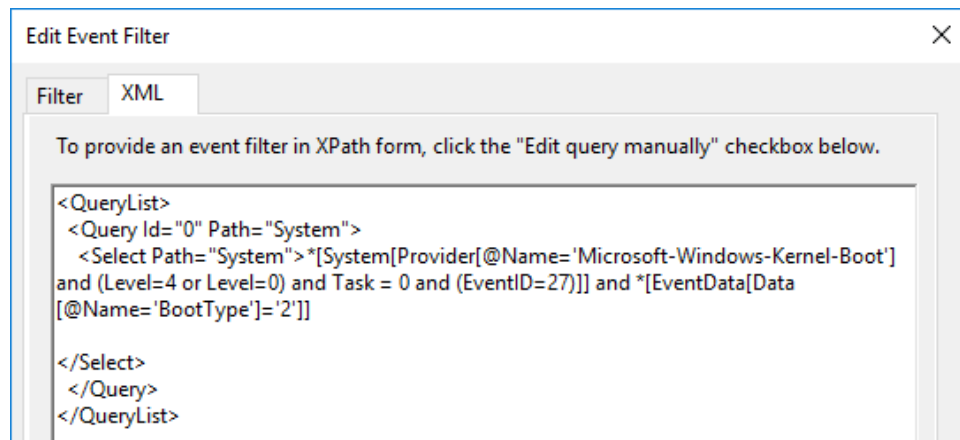 Edit Event Filter
Filter
XML
To provide an event filter in XPath form, click the "Edit query manually" checkbox below.
<QueryList>
<Query Id="0" Path="System">
<Select Path="System">*[System[Provider[@Name='Microsoft-Windows-Kernel-Boot']
and (Level=4 or Level=0) and Task = 0 and (EventID=27)]] and *[EventData[Data
[@Name='BootType']='2']]
</Select>
</Query>
</QueryList>